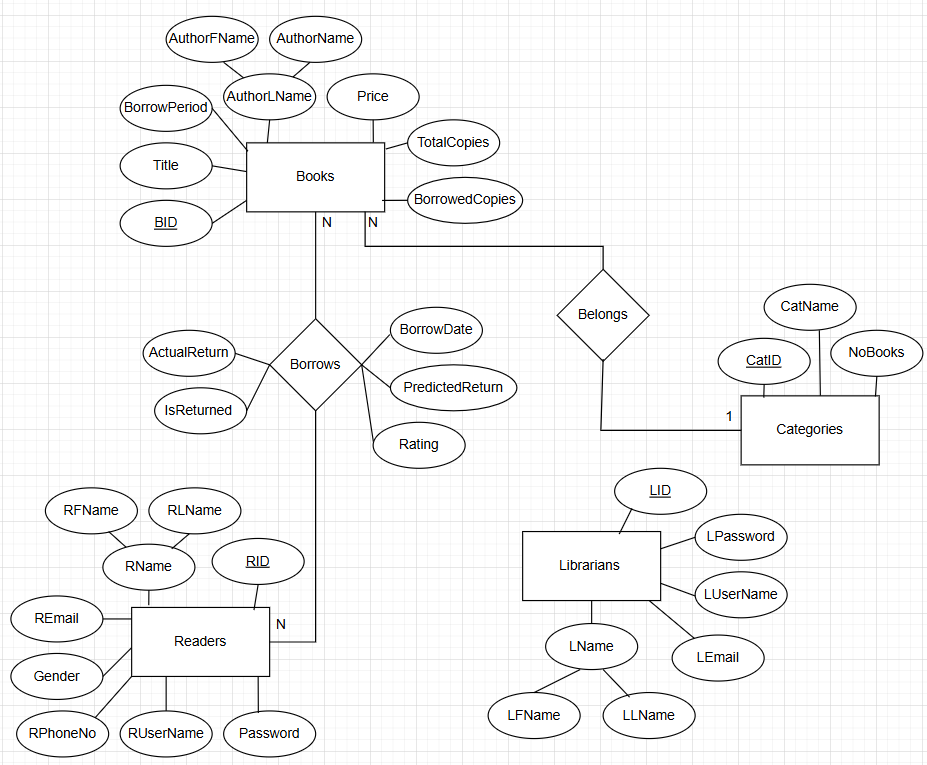 AuthorFName
AuthorName
AuthorLName
Price
BorrowPeriod
TotalCopies
Title
Books
BorrowedCopies
BID
N
N
Belongs
CatName
BorrowDate
ActualReturn
Borrows
CatID
NoBooks
PredictedReturn
IsReturned
1
Categories
Rating
LID
RFName
RLName
LPassword
RName
RID
Librarians
LUserName
REmail
N
Readers
LName
LEmail
Gender
LFName
LLName
RPhoneNo
RUserName
Password